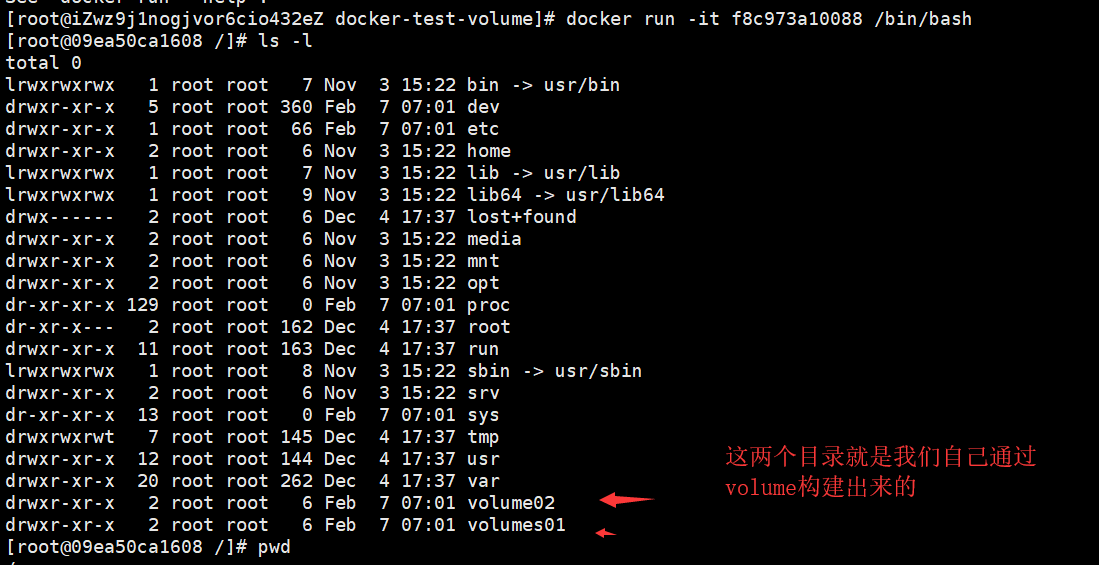 [root@iZwz9j1nogjvor6cio432eZ docker-test-volume]# docker run -it f8c973a10088 /bin/bash
[root@09ea50ca1608 /]# ls -l
total 0
lrwxrwxrwx   1 root root   7 Nov  3 15:22 bin -> usr/bin
drwxr-xr-x   5 root root 360 Feb  7 07:01 dev
drwxr-xr-x   1 root root  66 Feb  7 07:01 etc
drwxr-xr-x   2 root root   6 Nov  3 15:22 home
lrwxrwxrwx   1 root root   7 Nov  3 15:22 lib -> usr/lib
lrwxrwxrwx   1 root root   9 Nov  3 15:22 lib64 -> usr/lib64
drwx------   2 root root   6 Dec  4 17:37 lost+found
drwxr-xr-x   2 root root   6 Nov  3 15:22 media
drwxr-xr-x   2 root root   6 Nov  3 15:22 mnt
drwxr-xr-x   2 root root   6 Nov  3 15:22 opt
dr-xr-xr-x 129 root root   0 Feb  7 07:01 proc
dr-xr-x---   2 root root 162 Dec  4 17:37 root
drwxr-xr-x  11 root root 163 Dec  4 17:37 run
lrwxrwxrwx   1 root root   8 Nov  3 15:22 sbin -> usr/sbin
drwxr-xr-x   2 root root   6 Nov  3 15:22 srv
dr-xr-xr-x  13 root root   0 Feb  7 07:01 sys
drwxrwxrwt   7 root root 145 Dec  4 17:37 tmp
drwxr-xr-x  12 root root 144 Dec  4 17:37 usr
drwxr-xr-x  20 root root 262 Dec  4 17:37 var
drwxr-xr-x   2 root root   6 Feb  7 07:01 volume02
drwxr-xr-x   2 root root   6 Feb  7 07:01 volumes01
[root@09ea50ca1608 /]# pwd
这两个目录就是我们自己通过
volume构建出来的